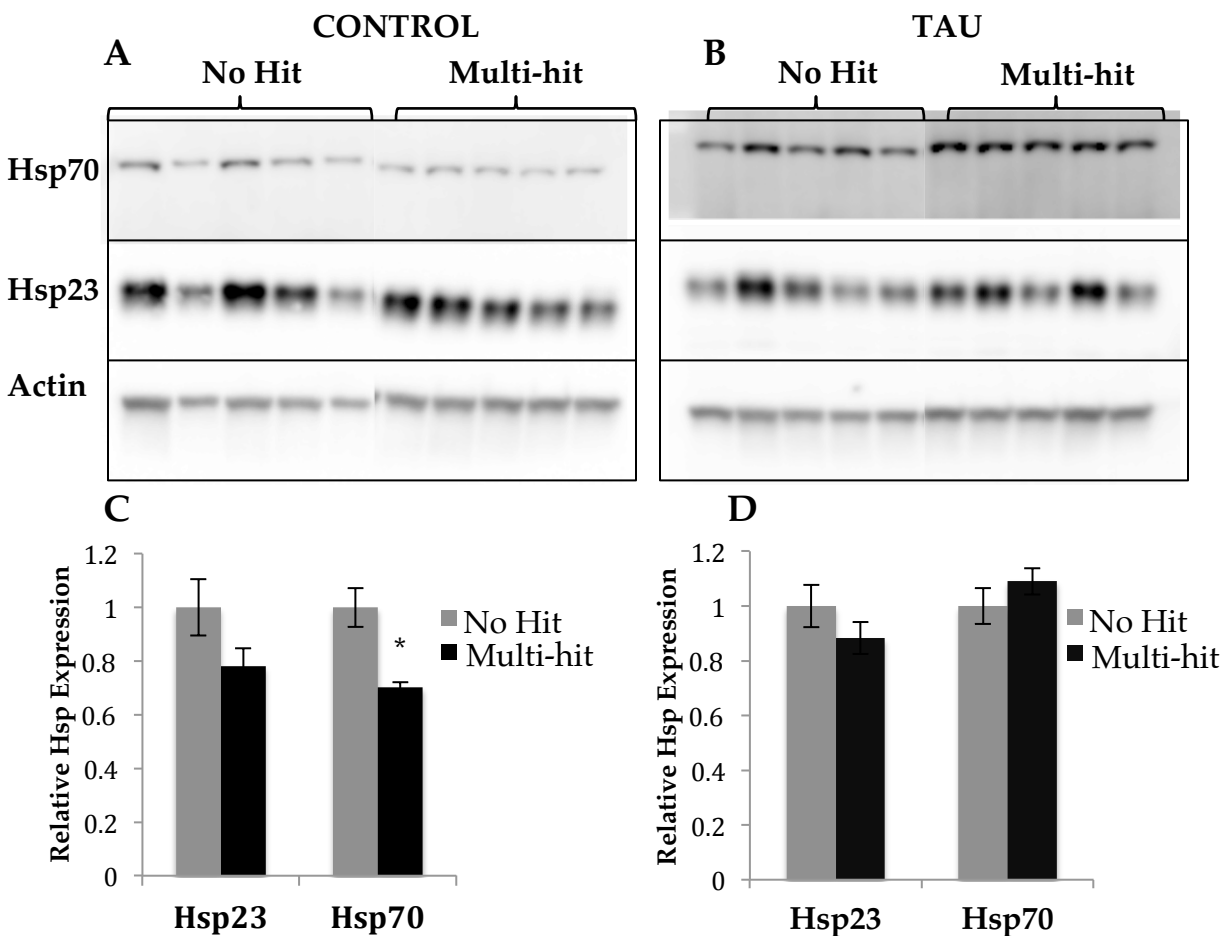 CONTROL
TAU
A
B
No Hit
Multi-hit
No Hit
Multi-hit
Hsp70
Hsp23
Actin
C
D
Relative Hsp Expression
1.2
1
0.8
0.6
0.4
0.2
0
*
No Hit
Multi-hit
Hsp23
Hsp70
Relative Hsp Expression
1.2
1
0.8
0.6
0.4
0.2
0
No Hit
Multi-hit
Hsp23
Hsp70